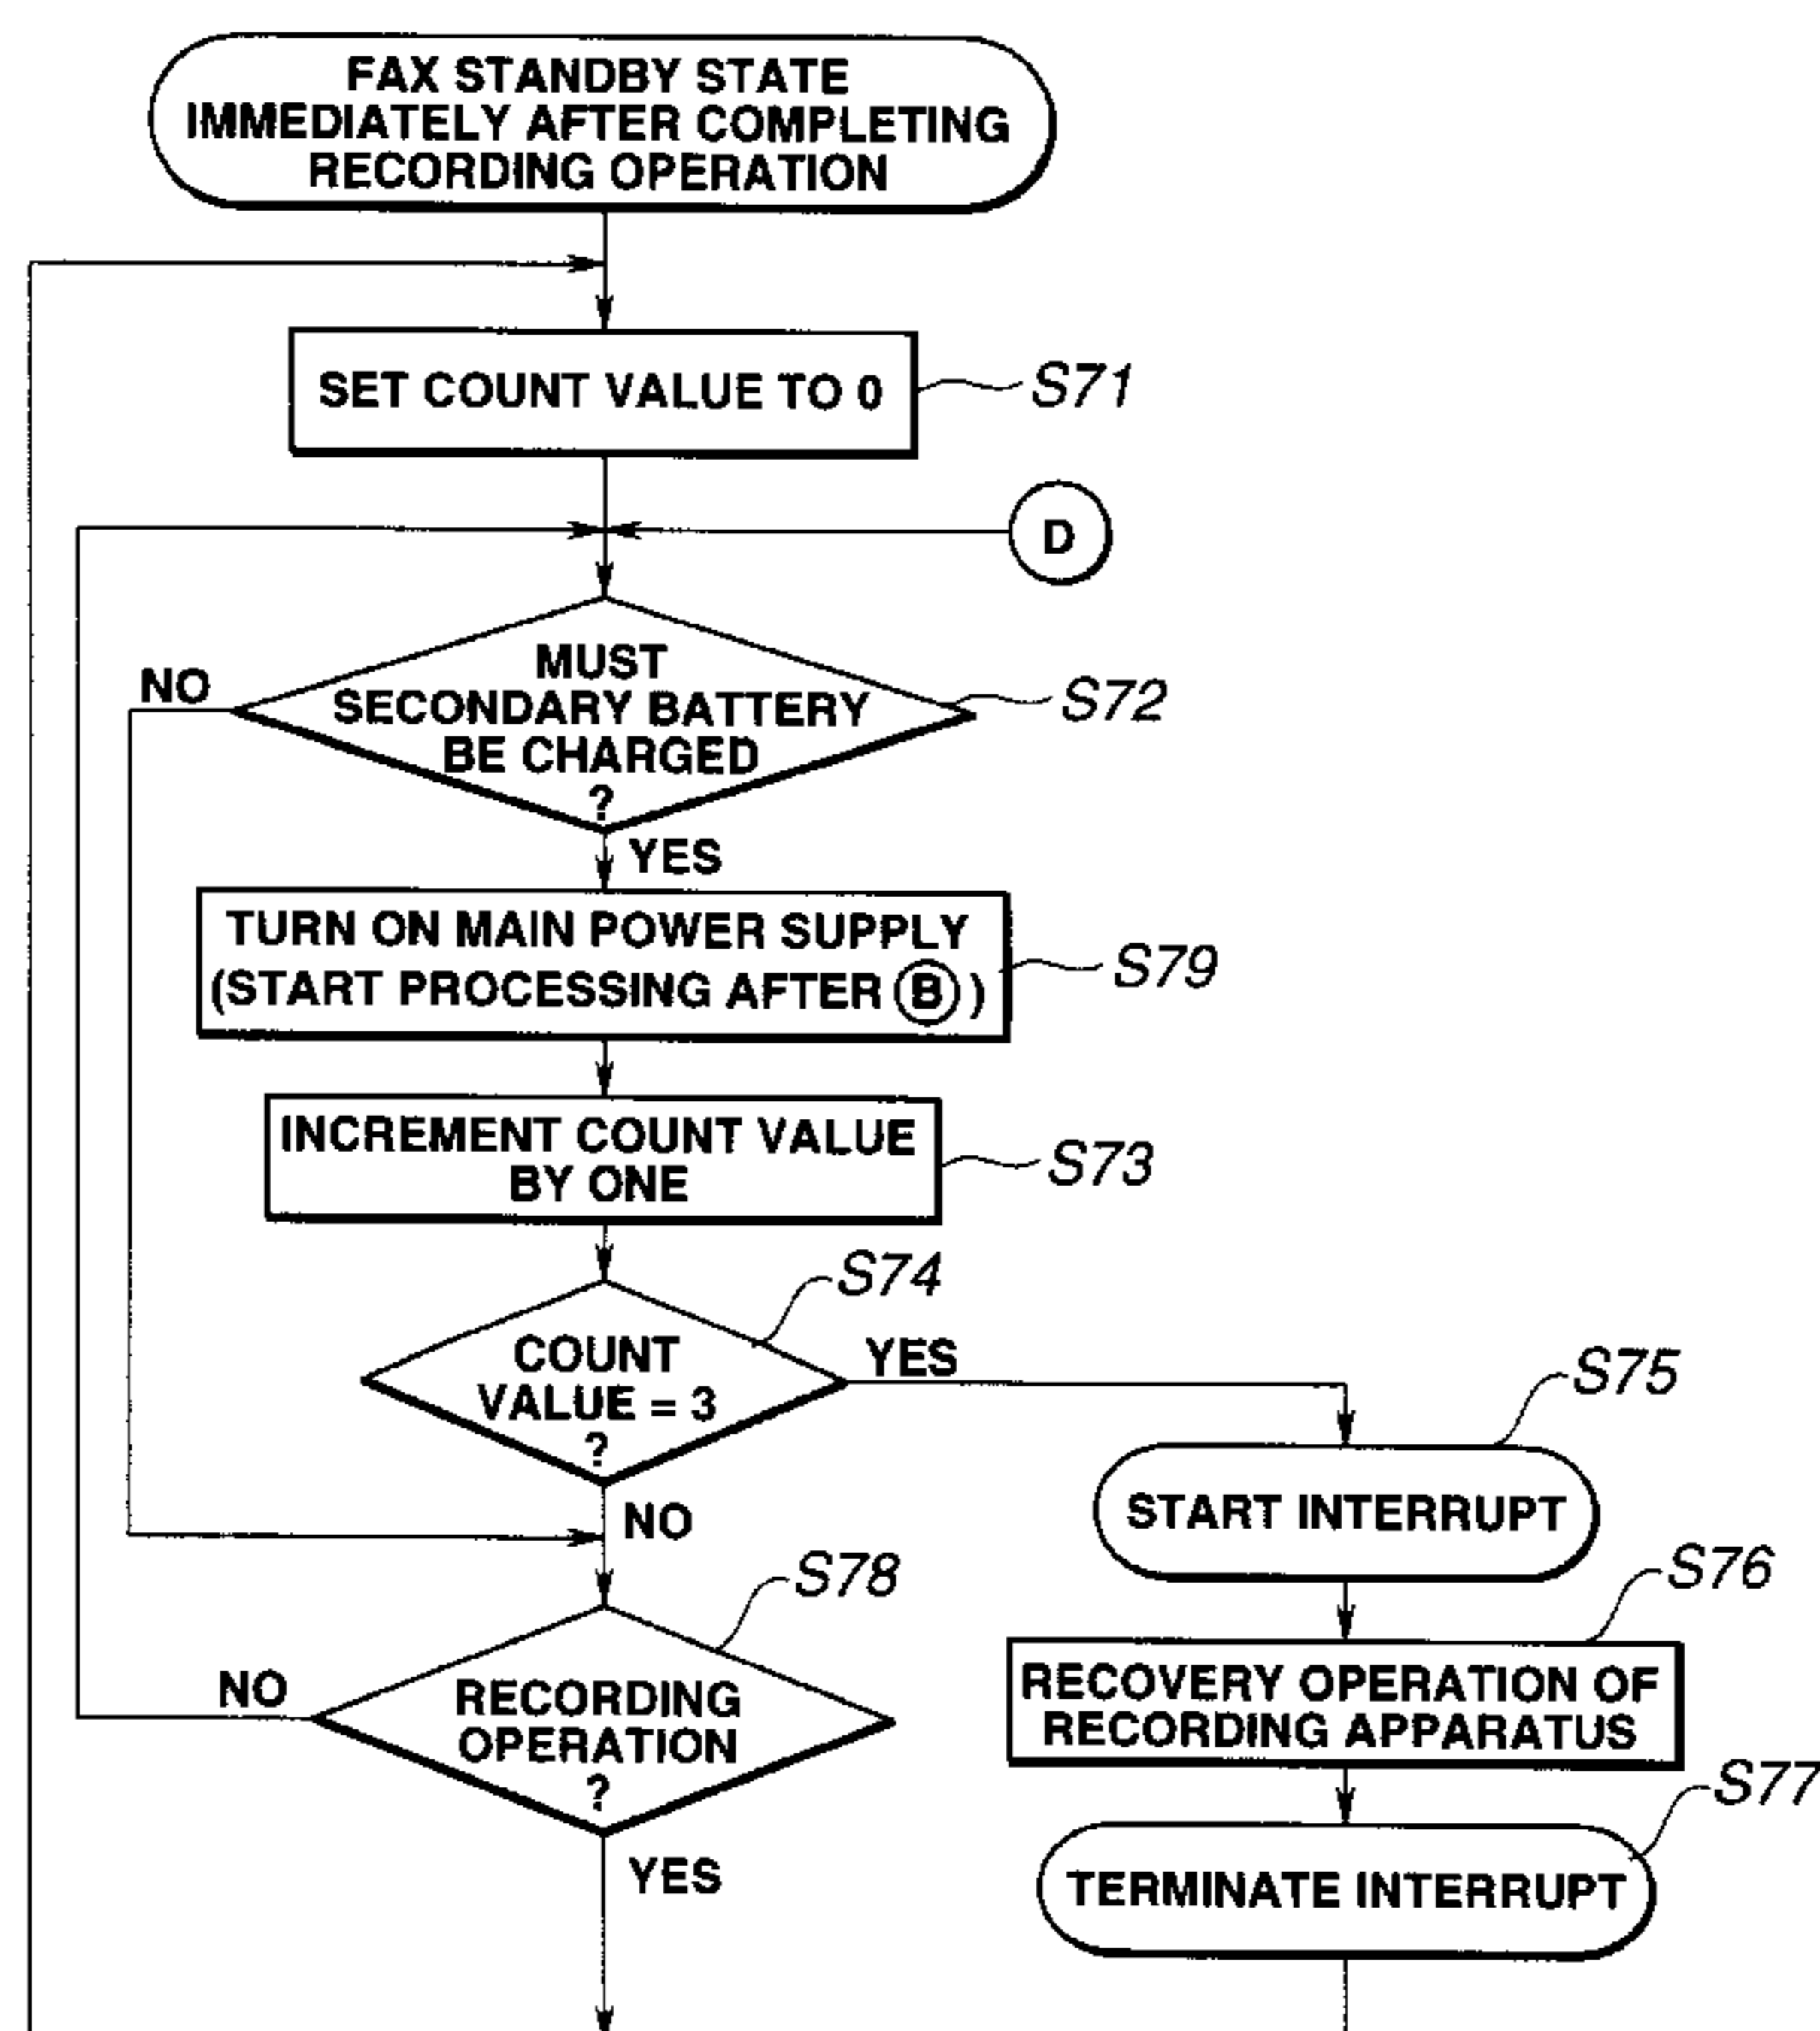 FAX STANDBY STATE
IMMEDIATELY AFTER COMPLETING
RECORDING OPERATION
SET COUNT VALUE TO 0
S71
D
NO
MUST
SECONDARY BATTERY
BE CHARGED
?
S72
YES
TURN ON MAIN POWER SUPPLY
(START PROCESSING AFTER B)
S79
INCREMENT COUNT VALUE
BY ONE
S73
S74
COUNT
VALUE = 3
?
YES
NO
S75
START INTERRUPT
S78
RECORDING
OPERATION
?
NO
YES
S76
RECOVERY OPERATION OF
RECORDING APPARATUS
S77
TERMINATE INTERRUPT